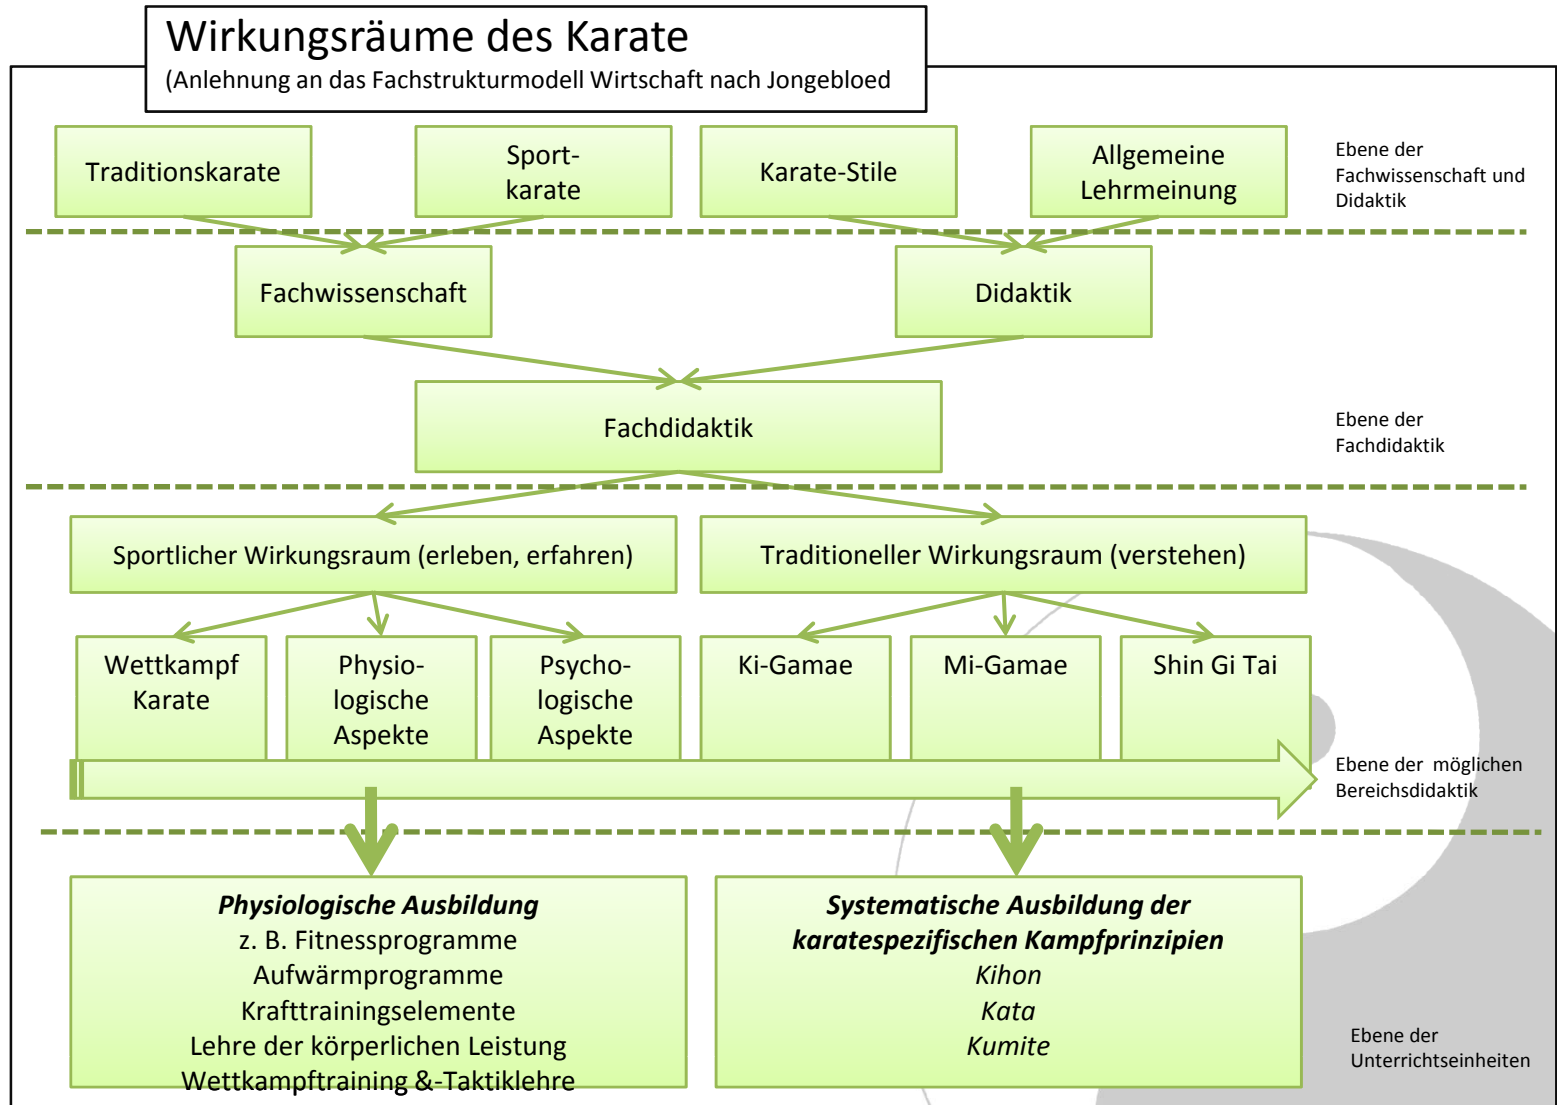 Wirkungsräume des Karate
(Anlehnung an das Fachstrukturmodell Wirtschaft nach Jongebloed
Traditionskarate
Sport-
karate
Karate-Stile
Allgemeine
Lehrmeinung
Ebene der
Fachwissenschaft und
Didaktik
Fachwissenschaft
Didaktik
Fachdidaktik
Ebene der
Fachdidaktik
Sportlicher Wirkungsraum (erleben, erfahren)
Traditioneller Wirkungsraum (verstehen)
Wettkampf
Karate
Physio-
logische
Aspekte
Psycho-
logische
Aspekte
Ki-Gamae
Mi-Gamae
Shin Gi Tai
Ebene der möglichen
Bereichsdidaktik
Physiologische Ausbildung
z. B. Fitnessprogramme
Aufwärmprogramme
Krafttrainingselemente
Lehre der körperlichen Leistung
Wettkampftraining &-Taktiklehre
Systematische Ausbildung der
karatespezifischen Kampfprinzipien
Kihon
Kata
Kumite
Ebene der
Unterrichtseinheiten